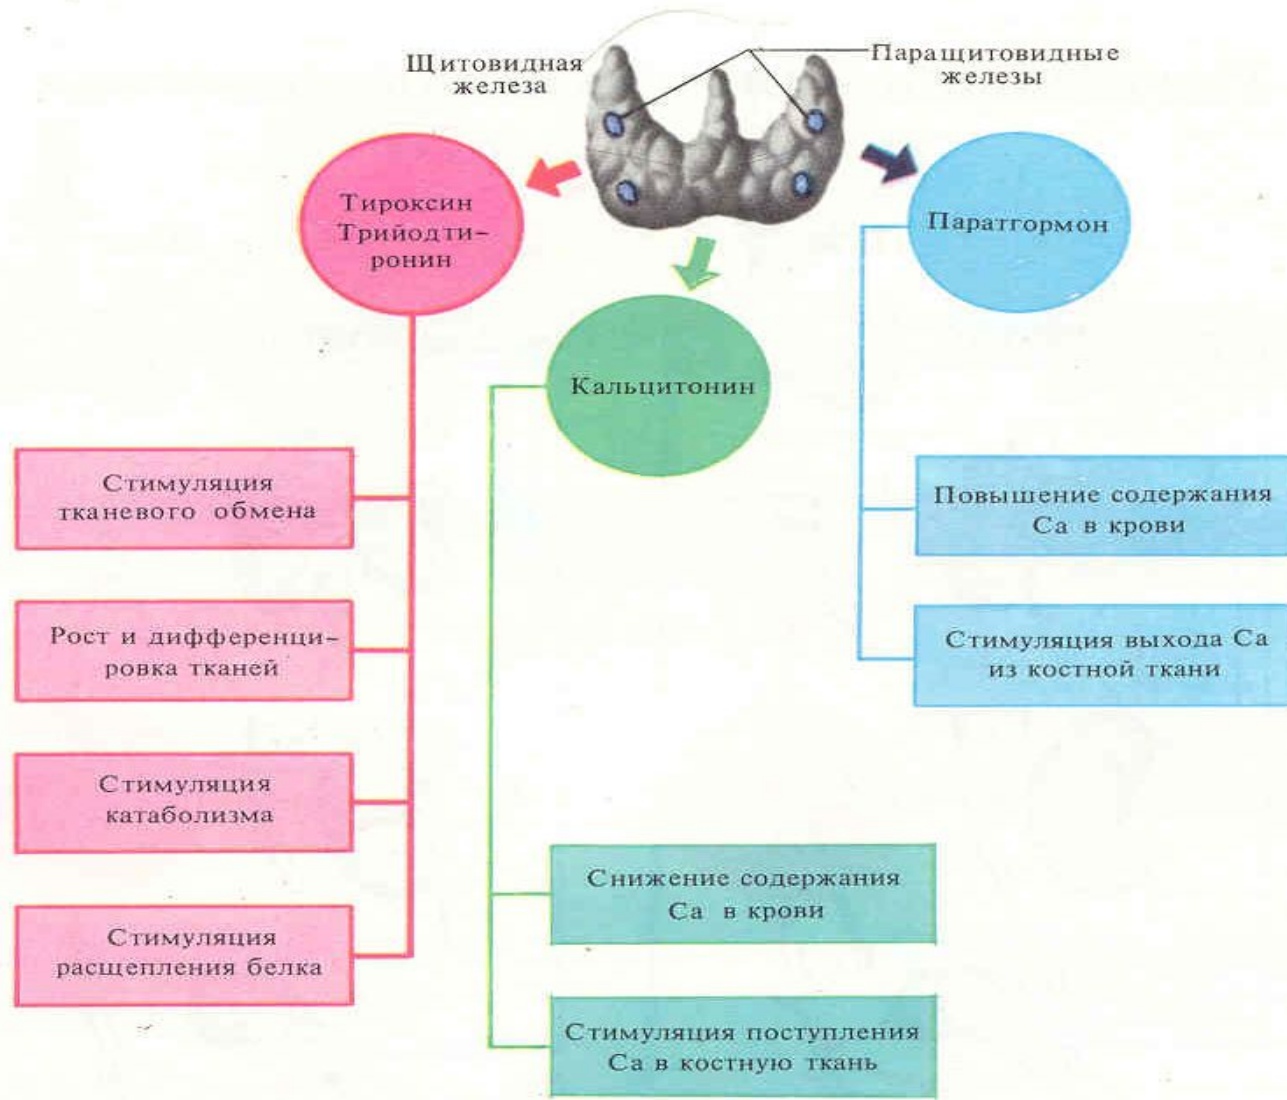 Щитовидная
железа
Паращитовидные
железы
Тироксин
Трийодти-
ронин
Паратгормон
Кальцитонин
Стимуляция
тканевого обмена
Рост и дифференци-
ровка тканей
Стимуляция
катаболизма
Стимуляция
расщепления белка
Повышение содержания
Са в крови
Стимуляция выхода Са
из костной ткани
Снижение содержания
Са в крови
Стимуляция поступления
Са в костную ткань